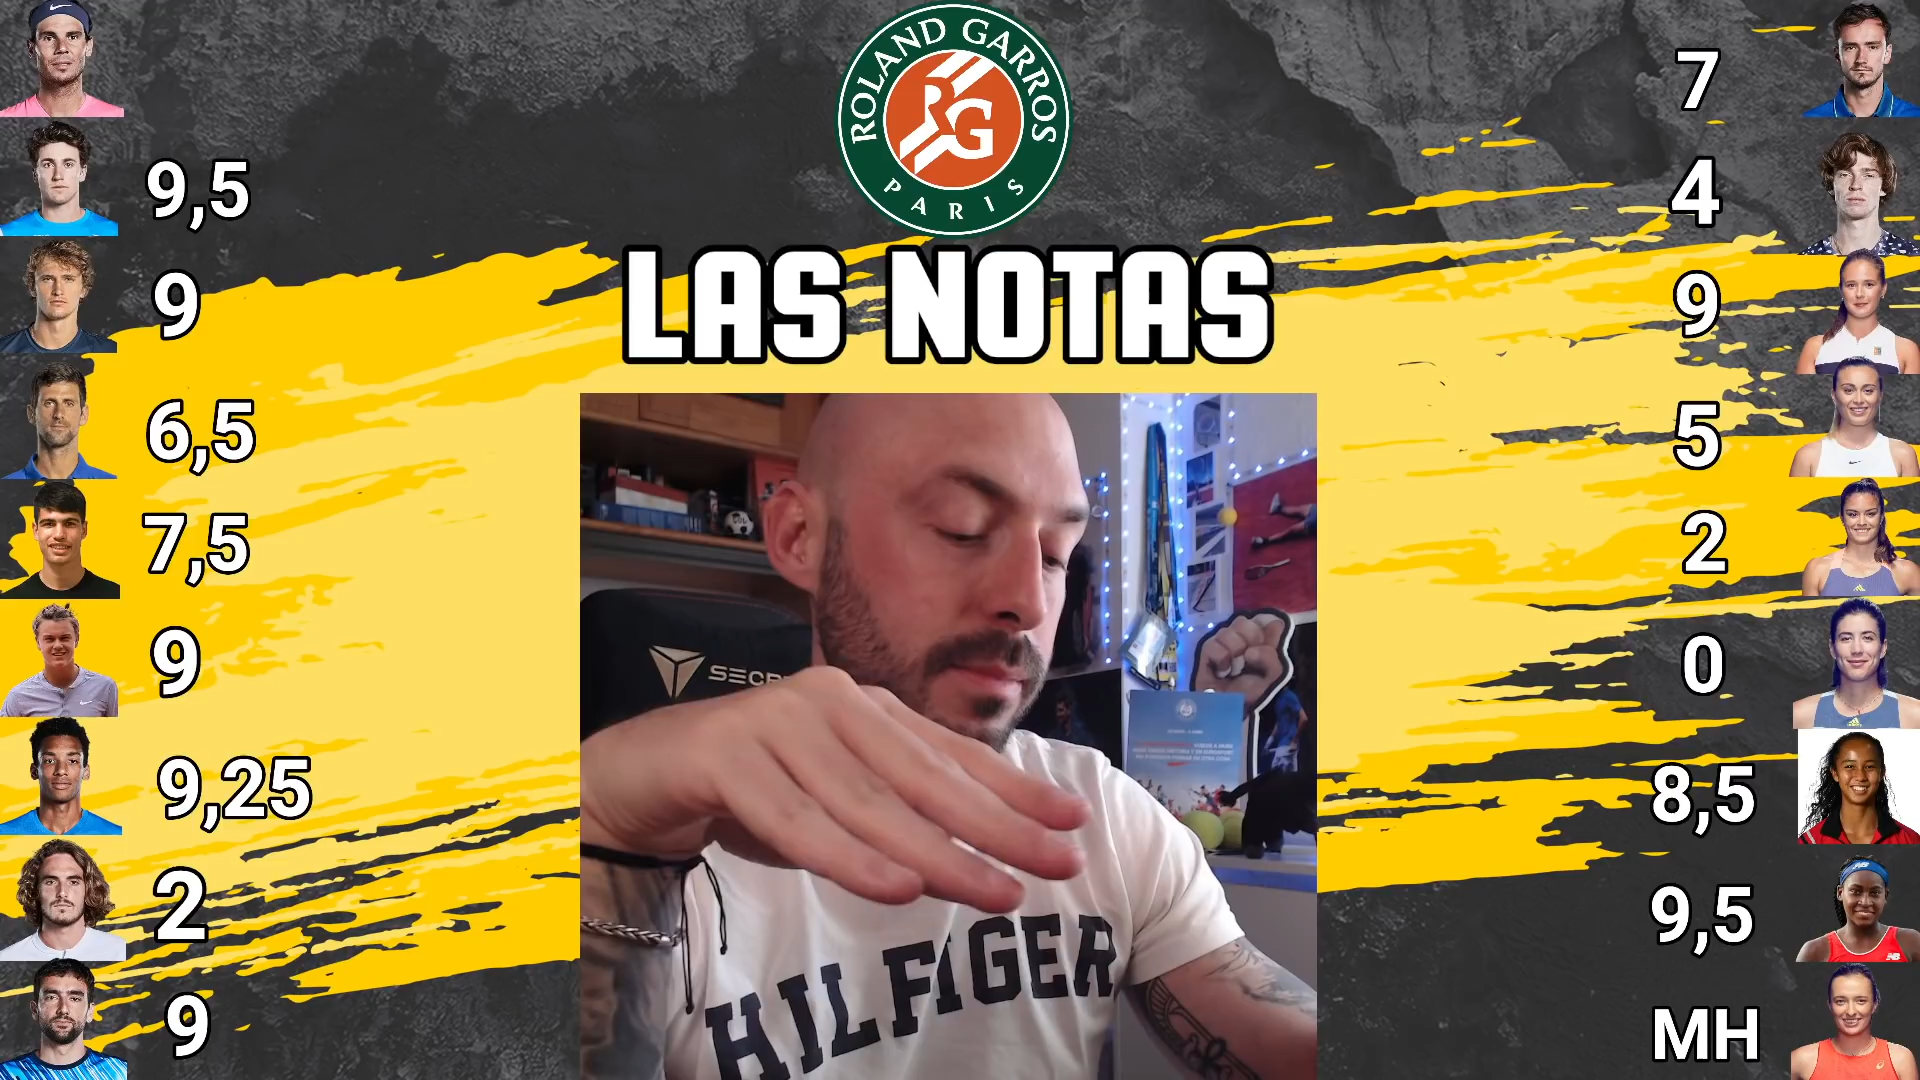 ROLAND GARROS
RG
PARIS
LAS NOTAS
9,5
9
6,5
7,5
9
9,25
2
9
7
4
9
5
2
0
8,5
9,5
MH
SECR
HILFIGER